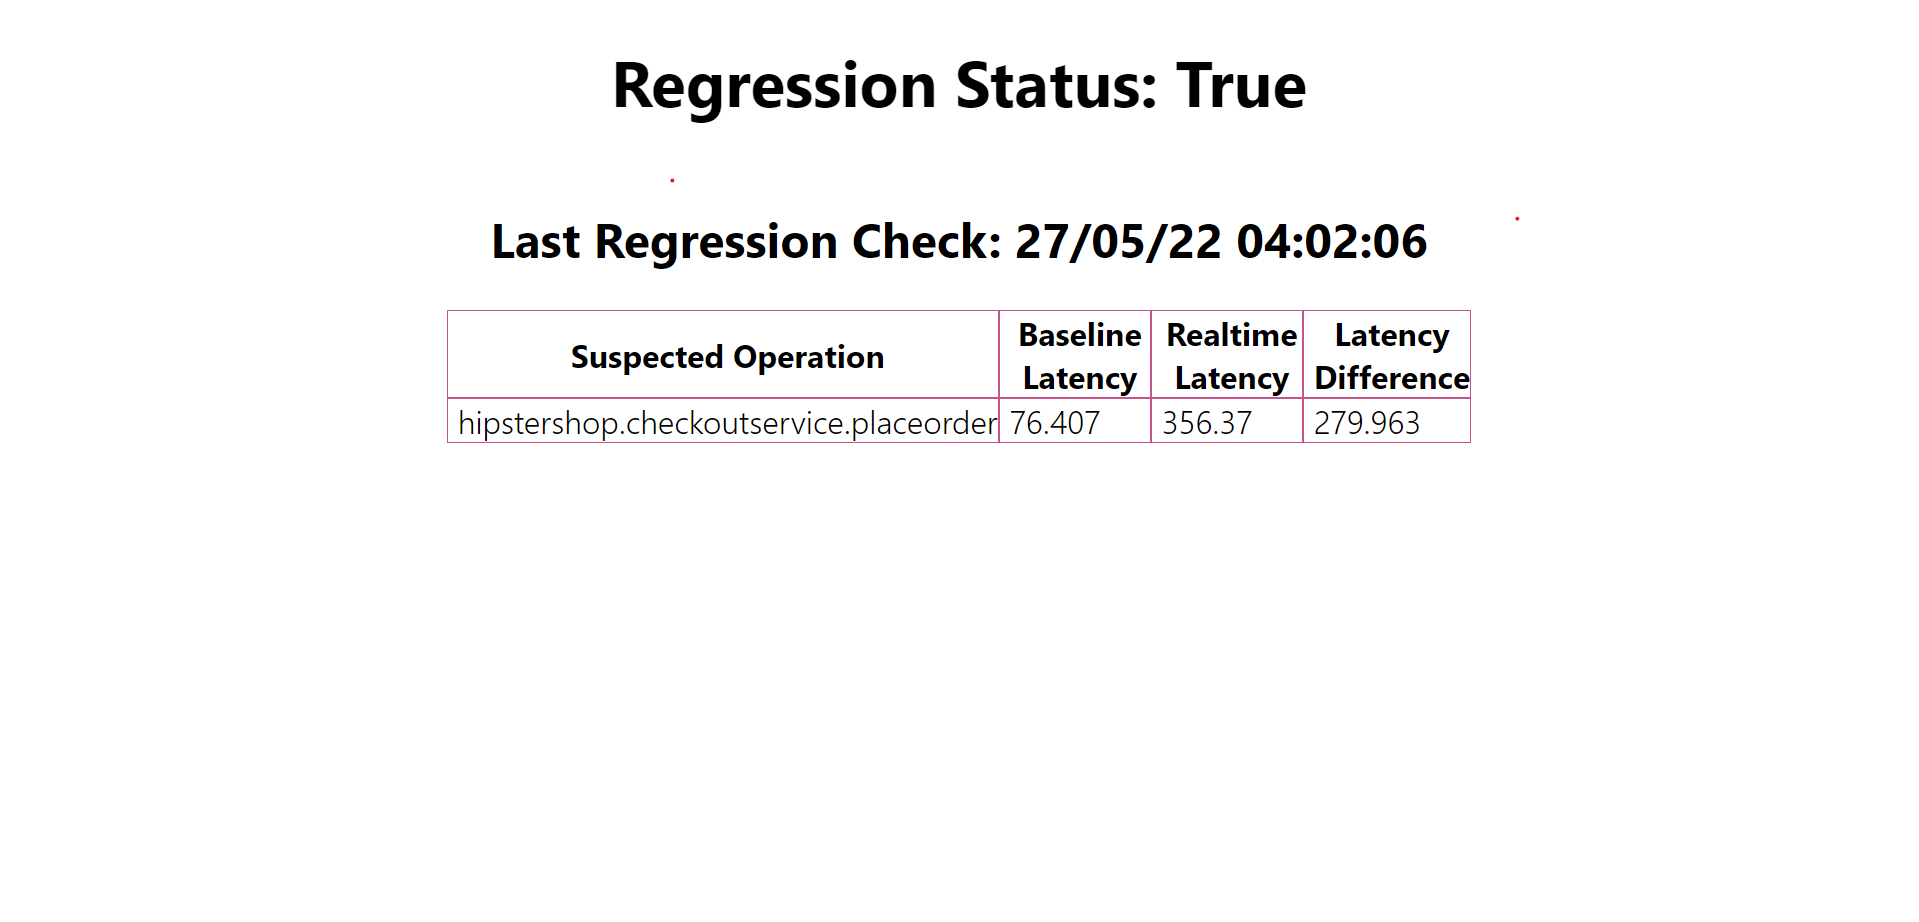 Regression Status: True
Last Regression Check: 27/05/22 04:02:06
Suspected Operation
Baseline
Latency
Realtime
Latency
Latency
Difference
hipstershop.checkoutservice.placeorder 76.407 356.37 279.963